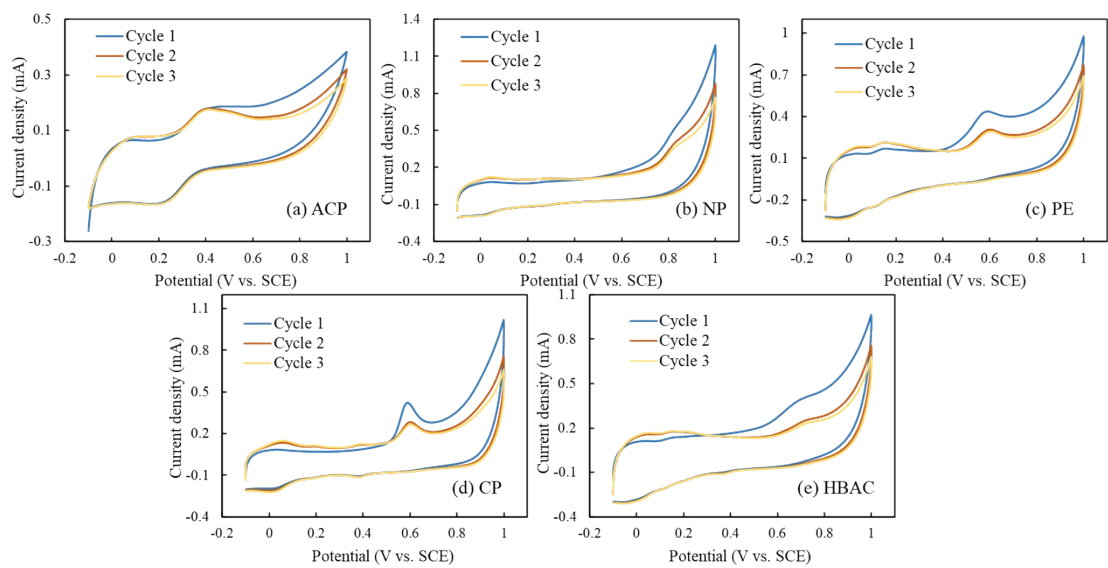 0.5
0.3
0.1
-0.1
-0.3
-0.2 0 0.2 0.4 0.6 0.8 1
Current density (mA)
Potential (V vs. SCE)
Cycle 1
Cycle 2
Cycle 3
(a) ACP
1.4
1.1
0.8
0.5
0.2
-0.1
-0.4
-0.2 0 0.2 0.4 0.6 0.8 1
Current density (mA)
Potential (V vs. SCE)
Cycle 1
Cycle 2
Cycle 3
(b) NP
1
0.7
0.4
0.1
-0.2
-0.5
-0.2 0 0.2 0.4 0.6 0.8 1
Current density (mA)
Potential (V vs. SCE)
Cycle 1
Cycle 2
Cycle 3
(c) PE
1.1
0.8
0.5
0.2
-0.1
-0.4
-0.2 0 0.2 0.4 0.6 0.8 1
Current density (mA)
Potential (V vs. SCE)
Cycle 1
Cycle 2
Cycle 3
(d) CP
1.1
0.8
0.5
0.2
-0.1
-0.4
-0.2 0 0.2 0.4 0.6 0.8 1
Current density (mA)
Potential (V vs. SCE)
Cycle 1
Cycle 2
Cycle 3
(e) HBAC